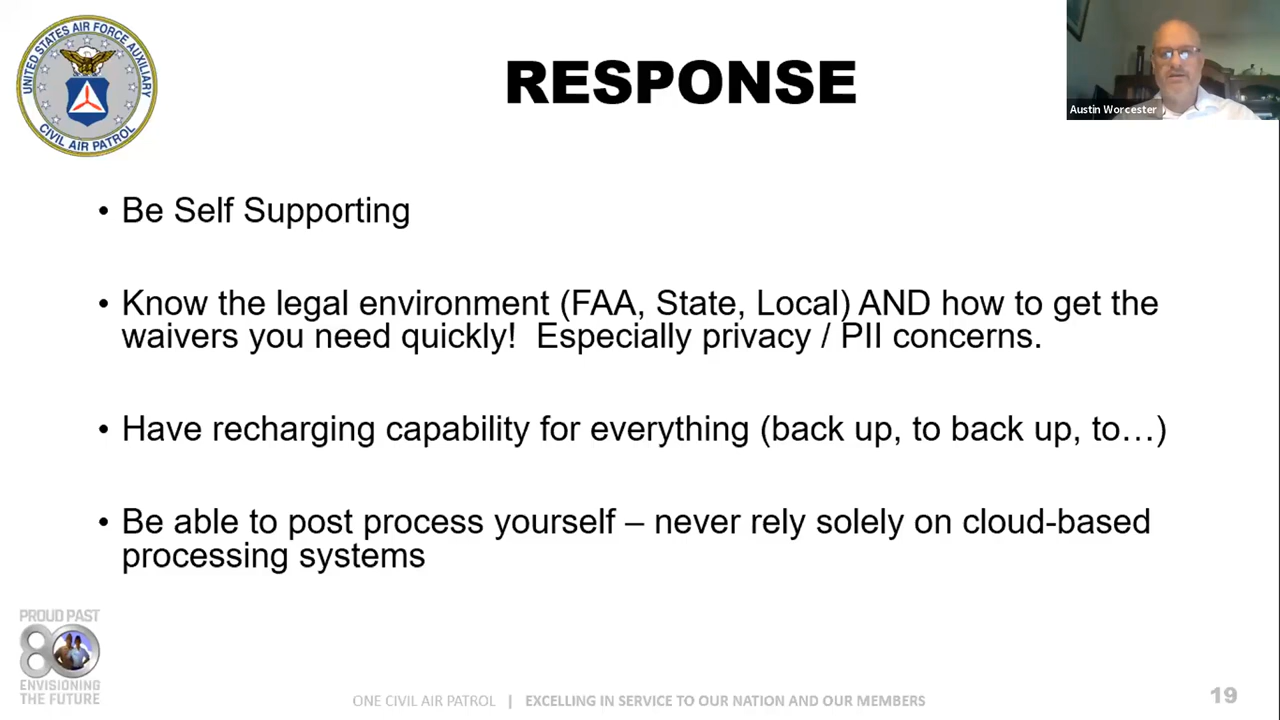 UNITED STATES AIR FORCE AUXILIARY
CIVIL AIR PATROL
RESPONSE
Austin Worcester
• Be Self Supporting
• Know the legal environment (FAA, State, Local) AND how to get the
waivers you need quickly!  Especially privacy / PII concerns.
• Have recharging capability for everything (back up, to back up, to…)
• Be able to post process yourself – never rely solely on cloud-based
processing systems
PROUD PAST
80
ENVISIONING
THE FUTURE
ONE CIVIL AIR PATROL | EXCELLING IN SERVICE TO OUR NATION AND OUR MEMBERS
19